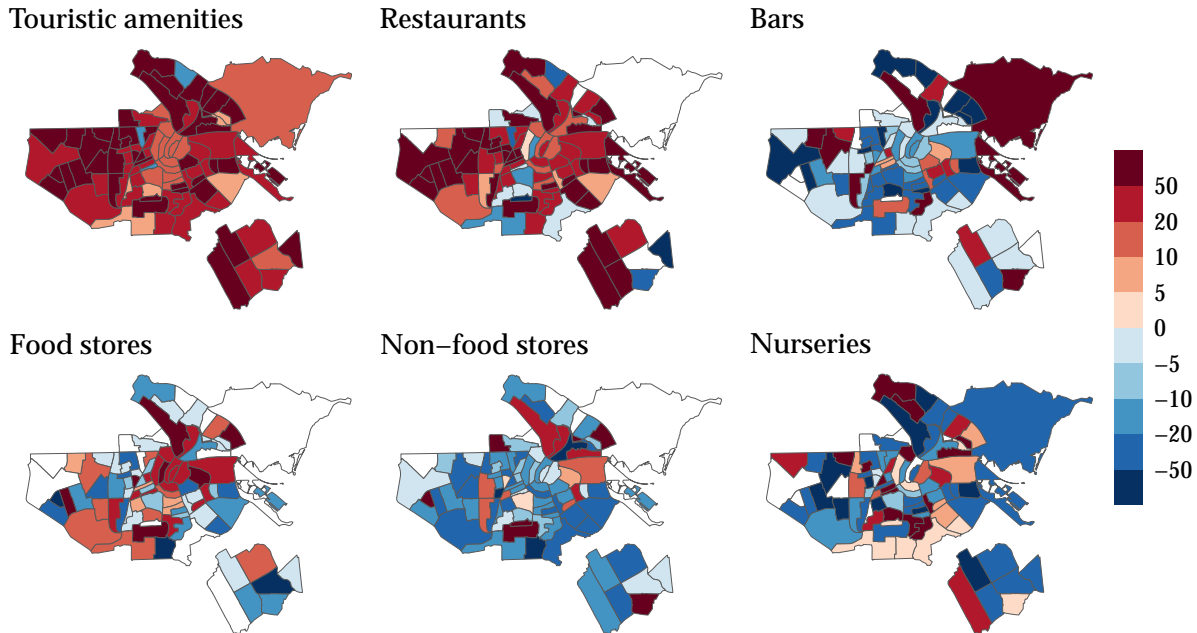 Touristic amenities
Restaurants
Bars
50
20
10
5
0
−5
−10
−20
−50
Food stores
Non−food stores
Nurseries